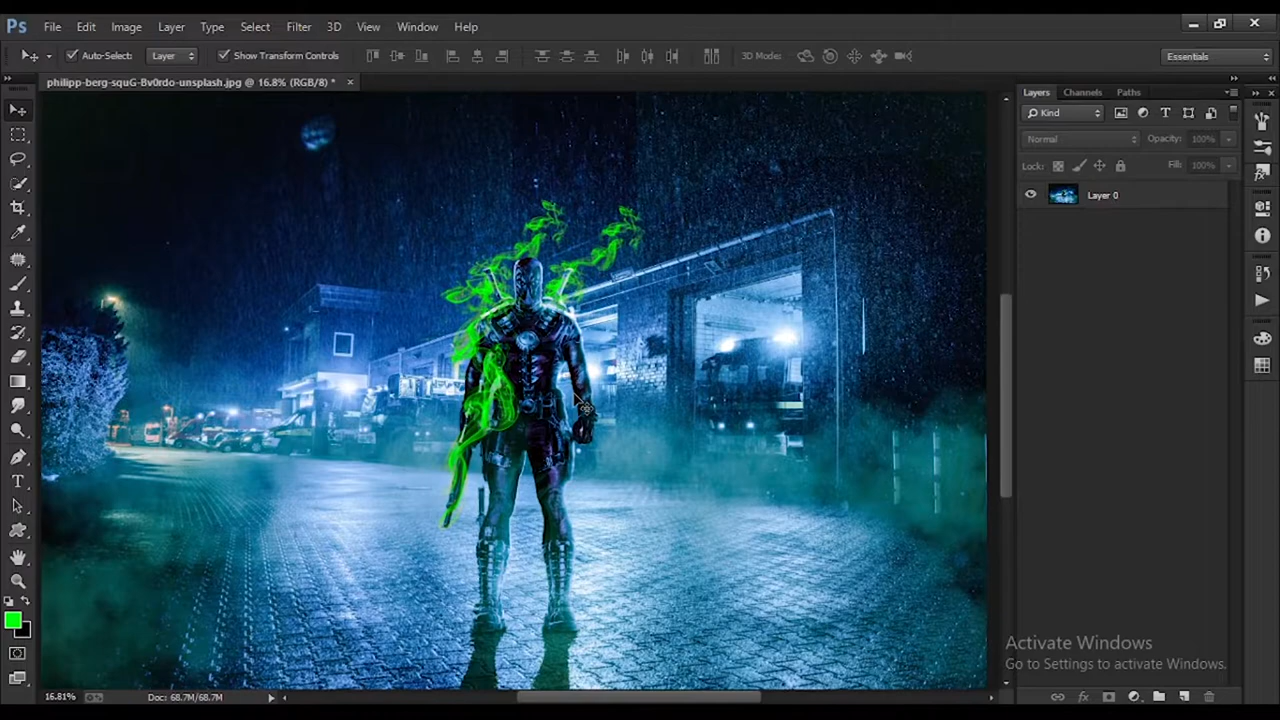 Ps File Edit Image Layer Type Select Filter 3D View Window Help
Auto-Select: Layer Show Transform Controls 3D Mode: Essentials
philipp-berg-squG-Bv0rdo-unsplash.jpg @ 16.8% (RGB/8) * ×
Layers Channels Paths
Kind
Normal Opacity: 100%
Lock: Fill: 100%
Layer 0
T
Activate Windows
Go to Settings to activate Windows.
16.81% Doc: 68.7M/68.7M
fx